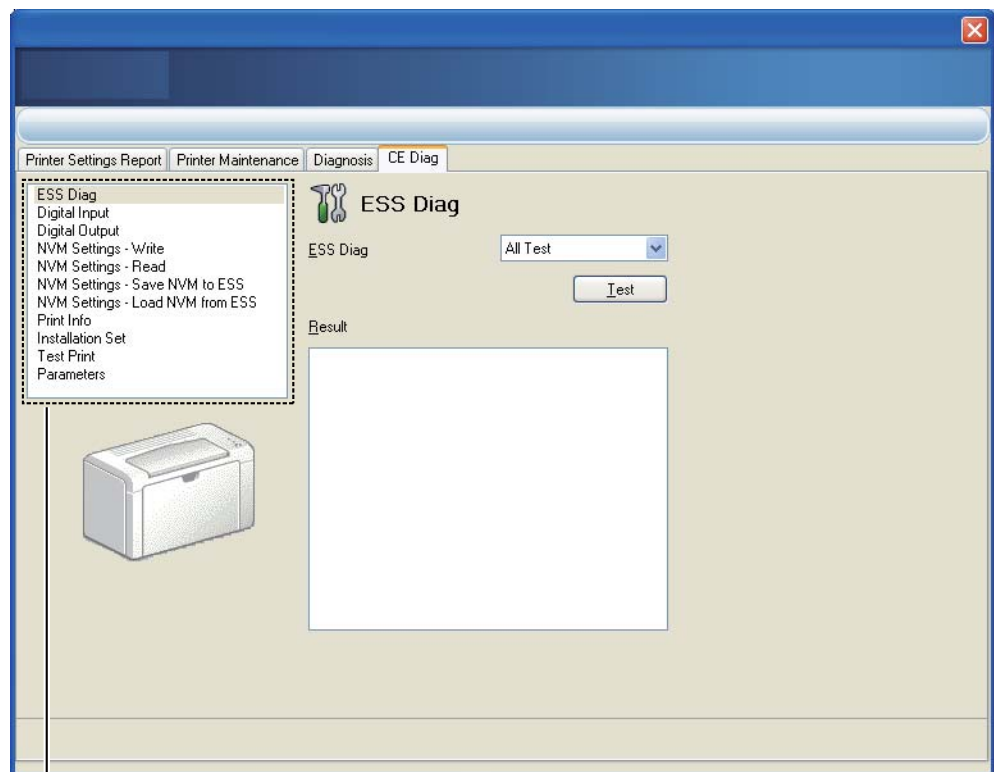 Printer Settings Report Printer Maintenance Diagnosis CE Diag
ESS Diag
Digital Input
Digital Output
NVM Settings - Write
NVM Settings - Read
NVM Settings - Save NVM to ESS
NVM Settings - Load NVM from ESS
Print Info
Installation Set
Test Print
Parameters
ESS Diag
ESS Diag All Test
Test
Result